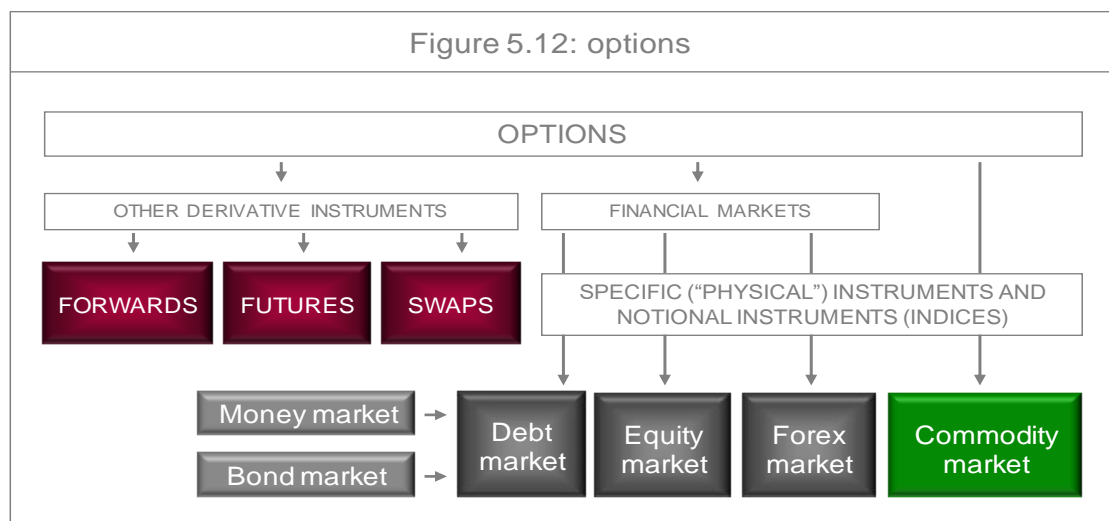 Figure 5.12: options
OPTIONS
OTHER DERIVATIVE INSTRUMENTS
FINANCIAL MARKETS
FORWARDS
FUTURES
SWAPS
SPECIFIC (“PHYSICAL”) INSTRUMENTS AND
NOTIONAL INSTRUMENTS (INDICES)
Money market
Bond market
Debt
market
Equity
market
Forex
market
Commodity
market